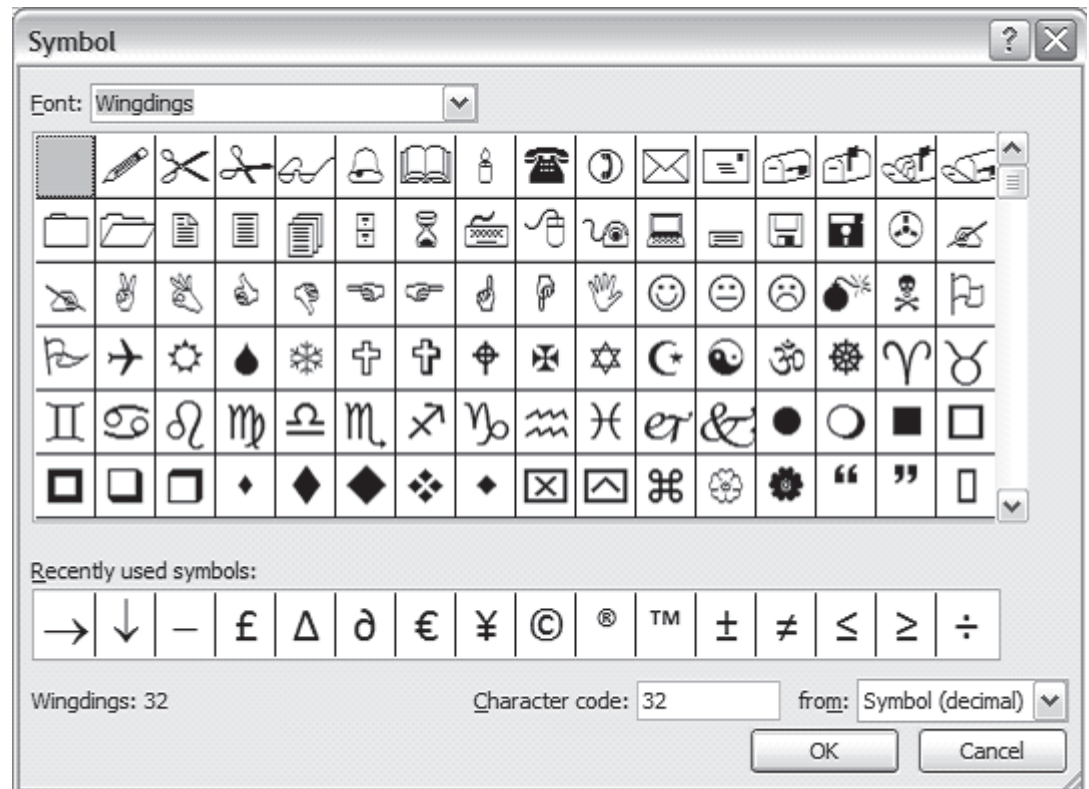 Symbol
Font: Wingdings
Recently used symbols:
→ ↓ – £ Δ ∂ € ¥ © ® ™ ± ≠ ≤ ≥ ÷
Wingdings: 32 Character code: 32 from: Symbol (decimal)
OK Cancel